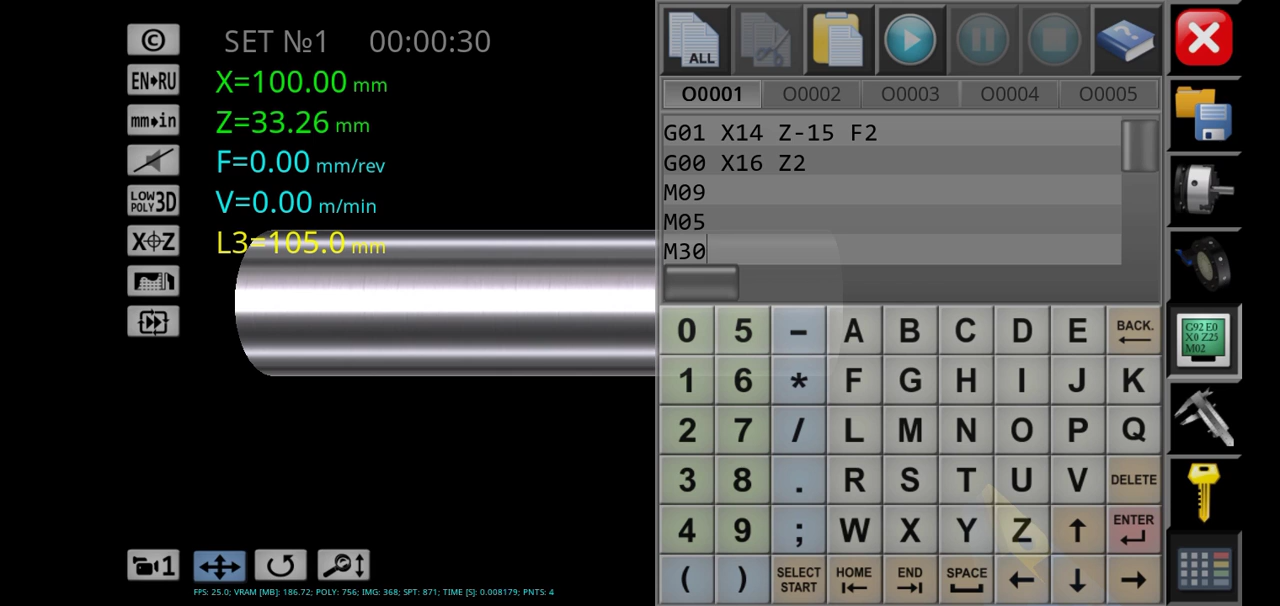 ©
SET №1 00:00:30
EN➧RU
X=100.00 mm
mm➧in
Z=33.26 mm
F=0.00 mm/rev
LOW POLY 3D
V=0.00 m/min
X Z
L3=105.0 mm
1
FPS: 25.0; VRAM [MB]: 186.72; POLY: 756; IMG: 368; SPT: 871; TIME [S]: 0.008179; PNTS: 4
ALL
?
O0001 O0002 O0003 O0004 O0005
G01 X14 Z-15 F2
G00 X16 Z2
M09
M05
M30
0 5 − A B C D E BACK. ←
1 6 * F G H I J K
2 7 / L M N O P Q
3 8 . R S T U V DELETE
4 9 ; W X Y Z ↑ ENTER ↵
( ) SELECT START HOME END SPACE ← ↓ →
G92 E0
X0 Z25
M02